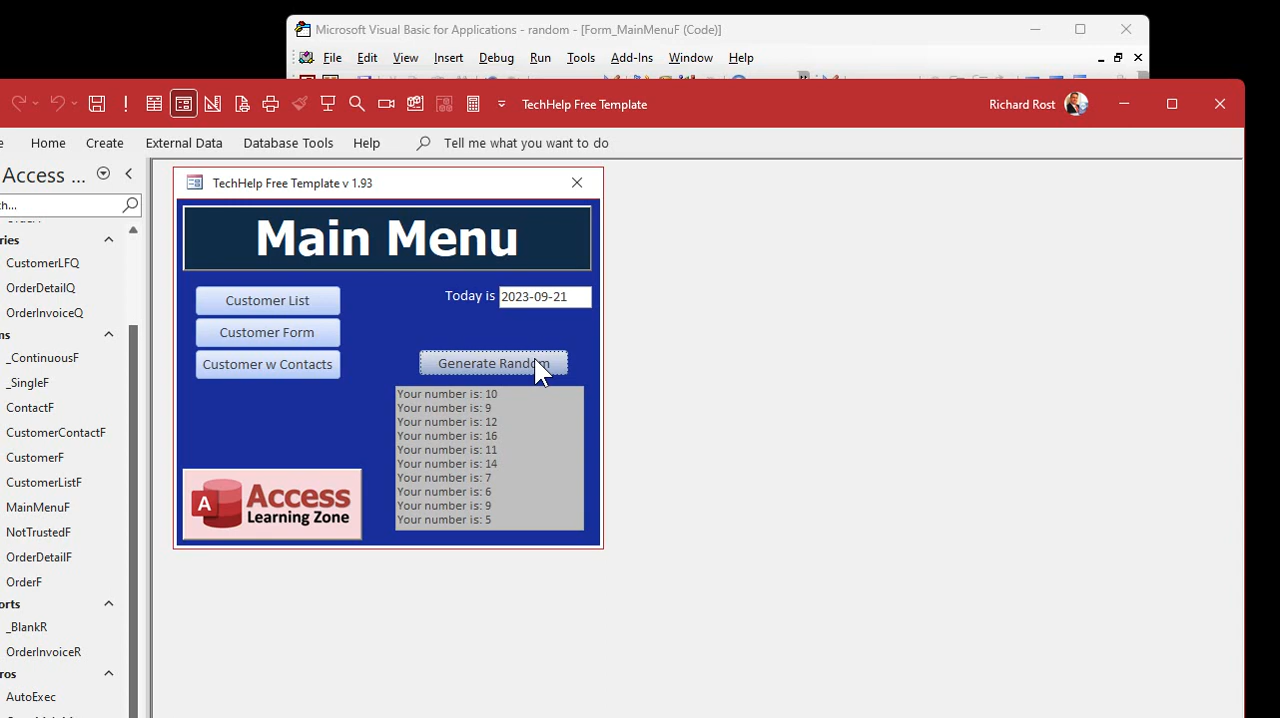 Microsoft Visual Basic for Applications - random - [Form_MainMenuF (Code)]
File Edit View Insert Debug Run Tools Add-Ins Window Help
TechHelp Free Template
Richard Rost
Home Create External Data Database Tools Help Tell me what you want to do
Access ...
TechHelp Free Template v 1.93
Main Menu
CustomerLFQ
OrderDetailQ
OrderInvoiceQ
_ContinuousF
_SingleF
ContactF
CustomerContactF
CustomerF
CustomerListF
MainMenuF
NotTrustedF
OrderDetailF
OrderF
_BlankR
OrderInvoiceR
AutoExec
Customer List
Customer Form
Customer w Contacts
Today is 2023-09-21
Generate Random
Your number is: 10
Your number is: 9
Your number is: 12
Your number is: 16
Your number is: 11
Your number is: 14
Your number is: 7
Your number is: 6
Your number is: 9
Your number is: 5
A Access
Learning Zone